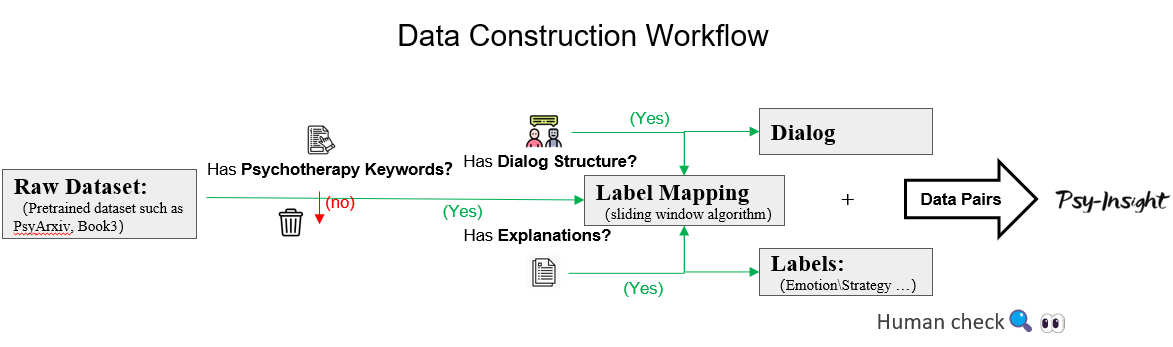 Data Construction Workflow
(Yes)
Dialog
Has Psychotherapy Keywords?
Has Dialog Structure?
Raw Dataset:
(Pretrained dataset such as
PsyArxiv, Book3)
(no)
(Yes)
Label Mapping
(sliding window algorithm)
+
Data Pairs
Psy-Insight
Has Explanations?
(Yes)
Labels:
(Emotion\Strategy …)
Human check